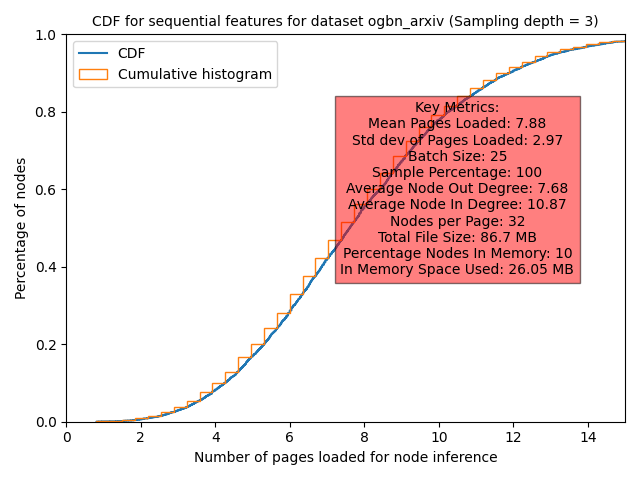 CDF for sequential features for dataset ogbn_arxiv (Sampling depth = 3)
1.0
0.8
0.6
0.4
0.2
0.0
Percentage of nodes
CDF
Cumulative histogram
Key Metrics:
Mean Pages Loaded: 7.88
Std dev of Pages Loaded: 2.97
Batch Size: 25
Sample Percentage: 100
Average Node Out Degree: 7.68
Average Node In Degree: 10.87
Nodes per Page: 32
Total File Size: 86.7 MB
Percentage Nodes In Memory: 10
In Memory Space Used: 26.05 MB
0 2 4 6 8 10 12 14
Number of pages loaded for node inference